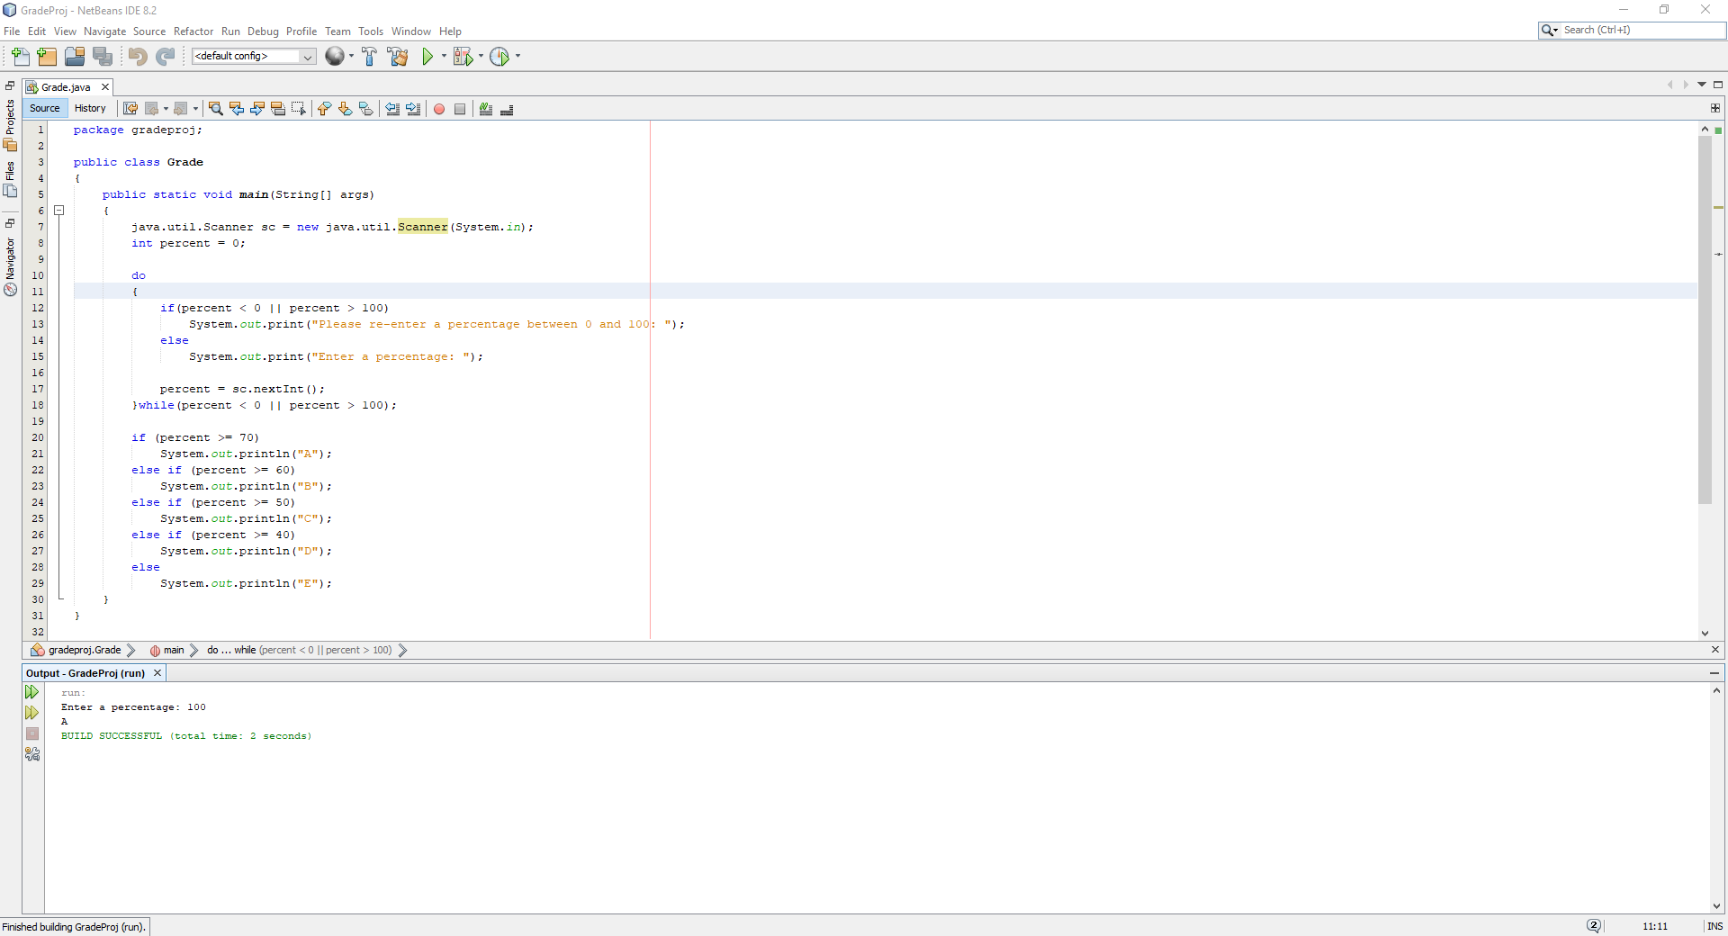 GradeProj - NetBeans IDE 8.2
File Edit View Navigate Source Refactor Run Debug Profile Team Tools Window Help
Search (Ctrl+I)
<default config>
Projects
Files
Navigator
Grade.java
Source History
1 package gradeproj;
2
3 public class Grade
4 {
5 public static void main(String[] args)
6 {
7 java.util.Scanner sc = new java.util.Scanner(System.in);
8 int percent = 0;
9
10 do
11 {
12 if(percent < 0 || percent > 100)
13 System.out.print("Please re-enter a percentage between 0 and 100: ");
14 else
15 System.out.print("Enter a percentage: ");
16
17 percent = sc.nextInt();
18 }while(percent < 0 || percent > 100);
19
20 if (percent >= 70)
21 System.out.println("A");
22 else if (percent >= 60)
23 System.out.println("B");
24 else if (percent >= 50)
25 System.out.println("C");
26 else if (percent >= 40)
27 System.out.println("D");
28 else
29 System.out.println("E");
30 }
31 }
32
gradeproj.Grade main do ... while (percent < 0 || percent > 100)
Output - GradeProj (run)
run:
Enter a percentage: 100
A
BUILD SUCCESSFUL (total time: 2 seconds)
Finished building GradeProj (run).
2 11:11 INS